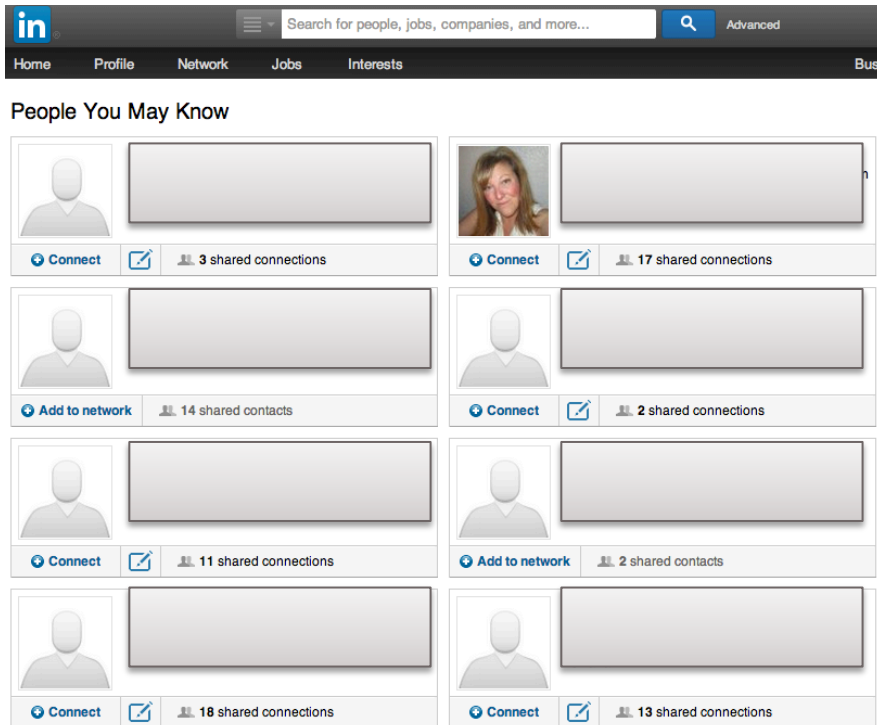 in®
Search for people, jobs, companies, and more...
Advanced
Home Profile Network Jobs Interests Bus
People You May Know
Connect 3 shared connections
Connect 17 shared connections
Add to network 14 shared contacts
Connect 2 shared connections
Connect 11 shared connections
Add to network 2 shared contacts
Connect 18 shared connections
Connect 13 shared connections